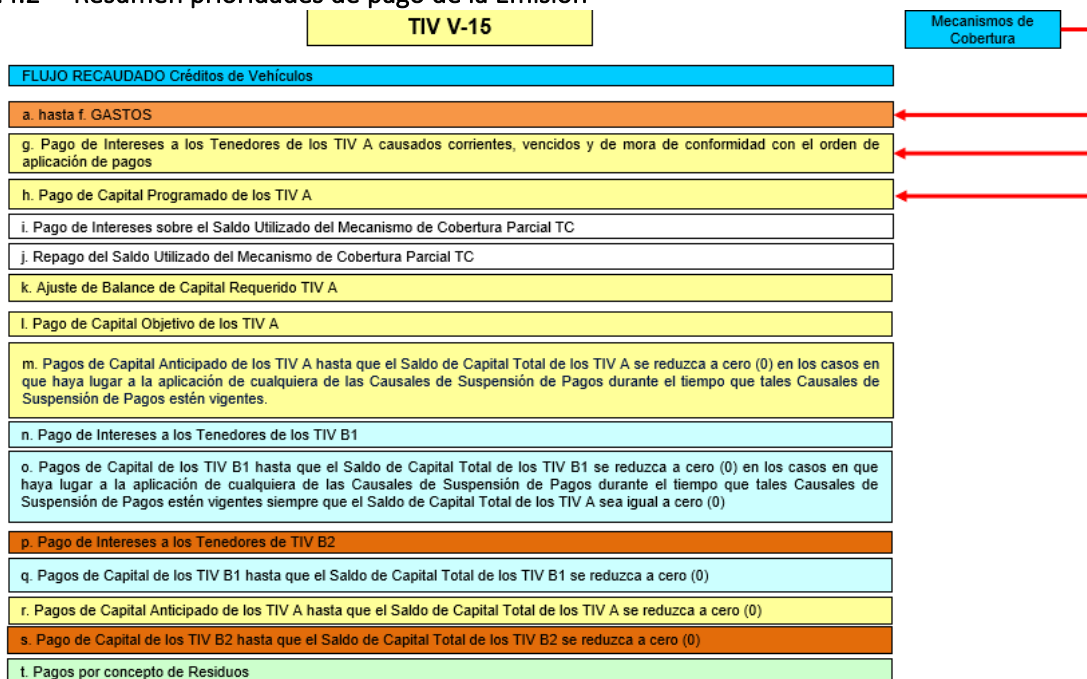 14.2 Resumen prioridades de pago de la Emisión
TIV V-15
Mecanismos de
Cobertura
FLUJO RECAUDADO Créditos de Vehículos
a. hasta f. GASTOS
g. Pago de Intereses a los Tenedores de los TIV A causados corrientes, vencidos y de mora de conformidad con el orden de
aplicación de pagos
h. Pago de Capital Programado de los TIV A
i. Pago de Intereses sobre el Saldo Utilizado del Mecanismo de Cobertura Parcial TC
j. Repago del Saldo Utilizado del Mecanismo de Cobertura Parcial TC
k. Ajuste de Balance de Capital Requerido TIV A
l. Pago de Capital Objetivo de los TIV A
m. Pagos de Capital Anticipado de los TIV A hasta que el Saldo de Capital Total de los TIV A se reduzca a cero (0) en los casos en
que haya lugar a la aplicación de cualquiera de las Causales de Suspensión de Pagos durante el tiempo que tales Causales de
Suspensión de Pagos estén vigentes.
n. Pago de Intereses a los Tenedores de los TIV B1
o. Pagos de Capital de los TIV B1 hasta que el Saldo de Capital Total de los TIV B1 se reduzca a cero (0) en los casos en que
haya lugar a la aplicación de cualquiera de las Causales de Suspensión de Pagos durante el tiempo que tales Causales de
Suspensión de Pagos estén vigentes siempre que el Saldo de Capital Total de los TIV A sea igual a cero (0)
p. Pago de Intereses a los Tenedores de TIV B2
q. Pagos de Capital de los TIV B1 hasta que el Saldo de Capital Total de los TIV B1 se reduzca a cero (0)
r. Pagos de Capital Anticipado de los TIV A hasta que el Saldo de Capital Total de los TIV A se reduzca a cero (0)
s. Pago de Capital de los TIV B2 hasta que el Saldo de Capital Total de los TIV B2 se reduzca a cero (0)
t. Pagos por concepto de Residuos